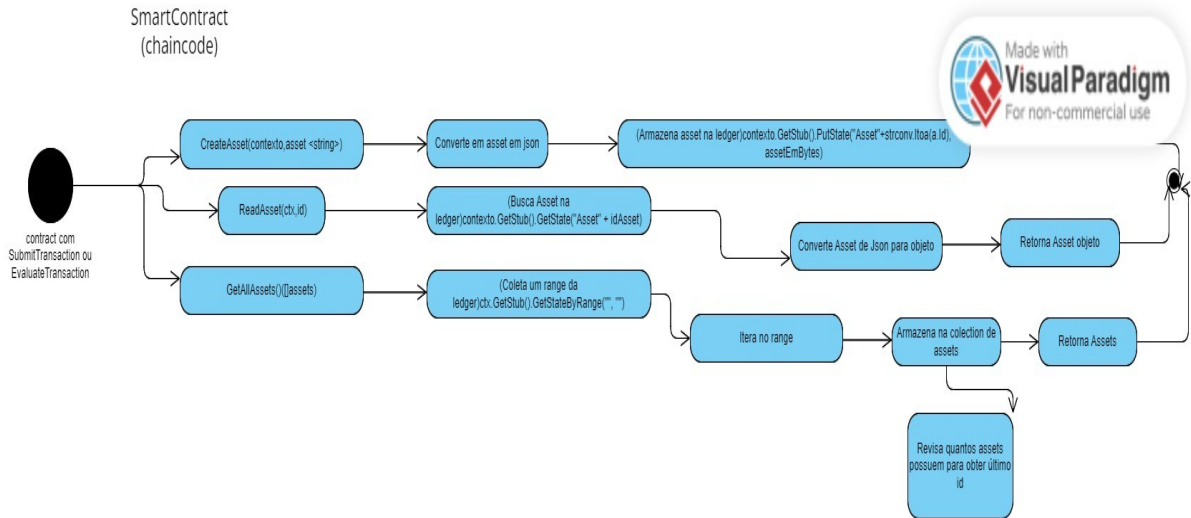 SmartContract
(chaincode)
Made with
Visual Paradigm
For non-commercial use
CreateAsset(contexto,asset <string>)
Converte em asset em json
(Armazena asset na ledger)contexto.GetStub().PutState("Asset"+strconv.Itoa(a.Id),
assetEmBytes)
contract com
SubmitTransaction ou
EvaluateTransaction
ReadAsset(ctx,id)
(Busca Asset na
ledger)contexto.GetStub().GetState("Asset" + idAsset)
Converte Asset de Json para objeto
Retorna Asset objeto
GetAllAssets()([]assets)
(Coleta um range da
ledger)ctx.GetStub().GetStateByRange("", "")
Itera no range
Armazena na colection de
assets
Retorna Assets
Revisa quantos assets
possuem para obter último
id